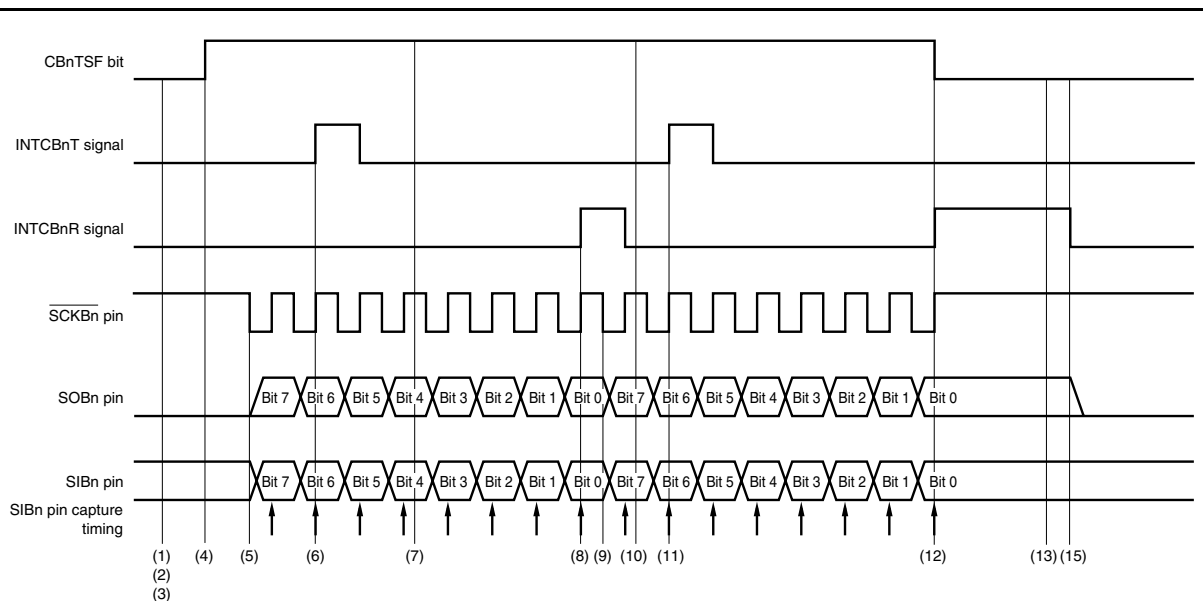 CBnTSF bit
INTCBnT signal
INTCBnR signal
SCKBn pin
SOBn pin
Bit 7 Bit 6 Bit 5 Bit 4 Bit 3 Bit 2 Bit 1 Bit 0 Bit 7 Bit 6 Bit 5 Bit 4 Bit 3 Bit 2 Bit 1 Bit 0
SIBn pin
Bit 7 Bit 6 Bit 5 Bit 4 Bit 3 Bit 2 Bit 1 Bit 0 Bit 7 Bit 6 Bit 5 Bit 4 Bit 3 Bit 2 Bit 1 Bit 0
SIBn pin capture
timing
(1) (4) (5) (6) (7) (8) (9) (10) (11) (12) (13) (15)
(2)
(3)